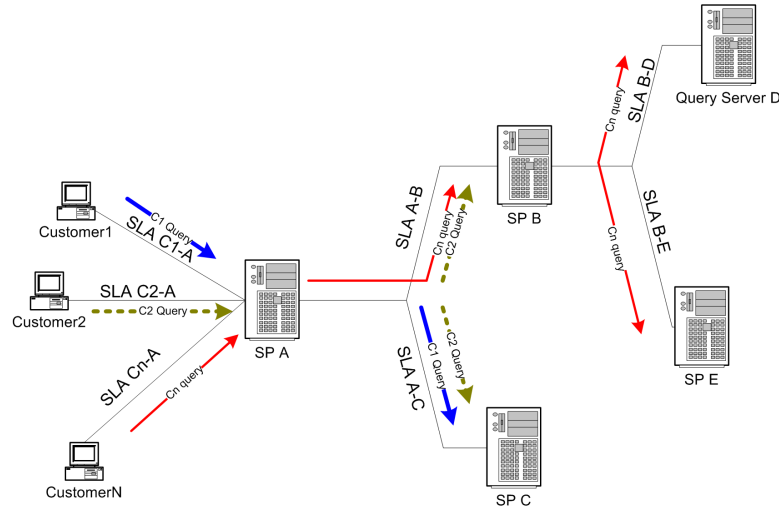 Query Server D
SLA B-D
Cn query
SP B
SLA A-B
Cn query
C2 Query
Customer1
C1 Query
SLA C1-A
SLA B-E
Cn query
Customer2
SLA C2-A
C2 Query
SP A
SP E
SLA A-C
C1 Query
C2 Query
SLA Cn-A
Cn query
CustomerN
SP C